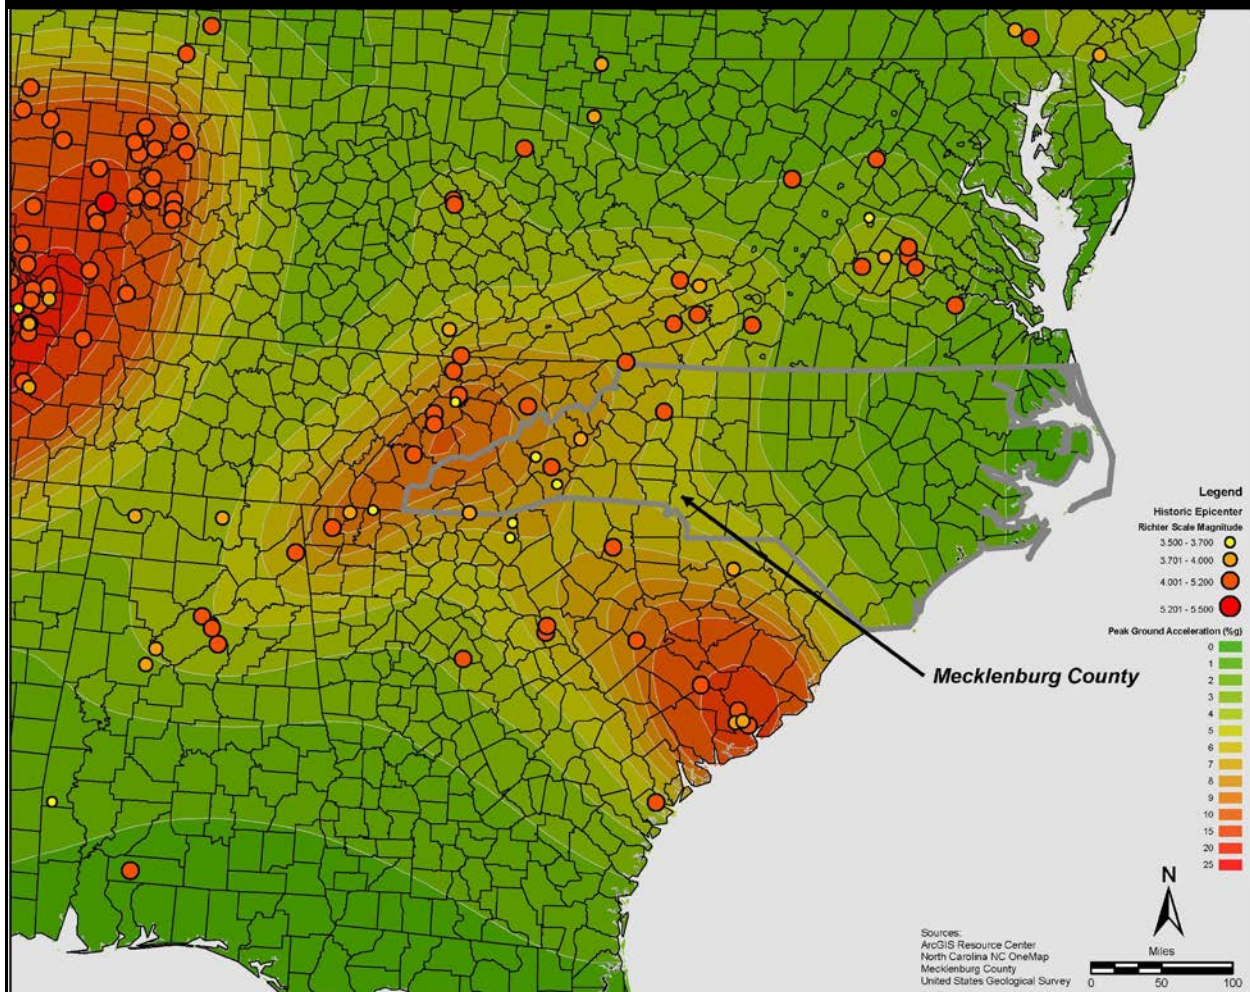 Legend
Historic Epicenter
Richter Scale Magnitude
3.500 - 3.700
3.701 - 4.000
4.001 - 5.200
5.201 - 5.500
Peak Ground Acceleration (%g)
0
1
2
3
4
5
6
7
8
9
10
15
20
25
Mecklenburg County
N
Miles
0 50 100
Sources:
ArcGIS Resource Center
North Carolina NC OneMap
Mecklenburg County
United States Geological Survey